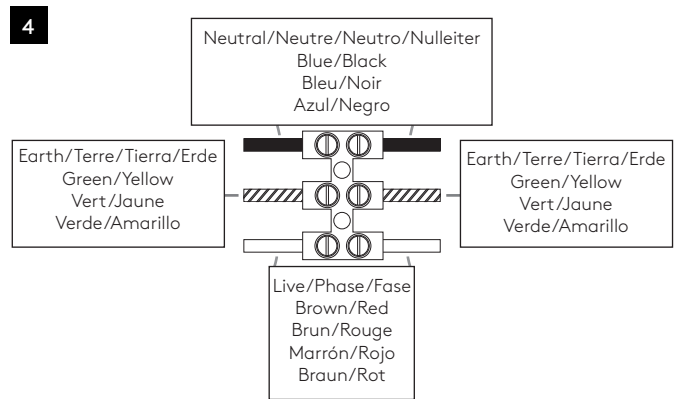 4
Neutral/Neutre/Neutro/Nulleiter
Blue/Black
Bleu/Noir
Azul/Negro
Earth/Terre/Tierra/Erde
Green/Yellow
Vert/Jaune
Verde/Amarillo
Earth/Terre/Tierra/Erde
Green/Yellow
Vert/Jaune
Verde/Amarillo
Live/Phase/Fase
Brown/Red
Brun/Rouge
Marrón/Rojo
Braun/Rot